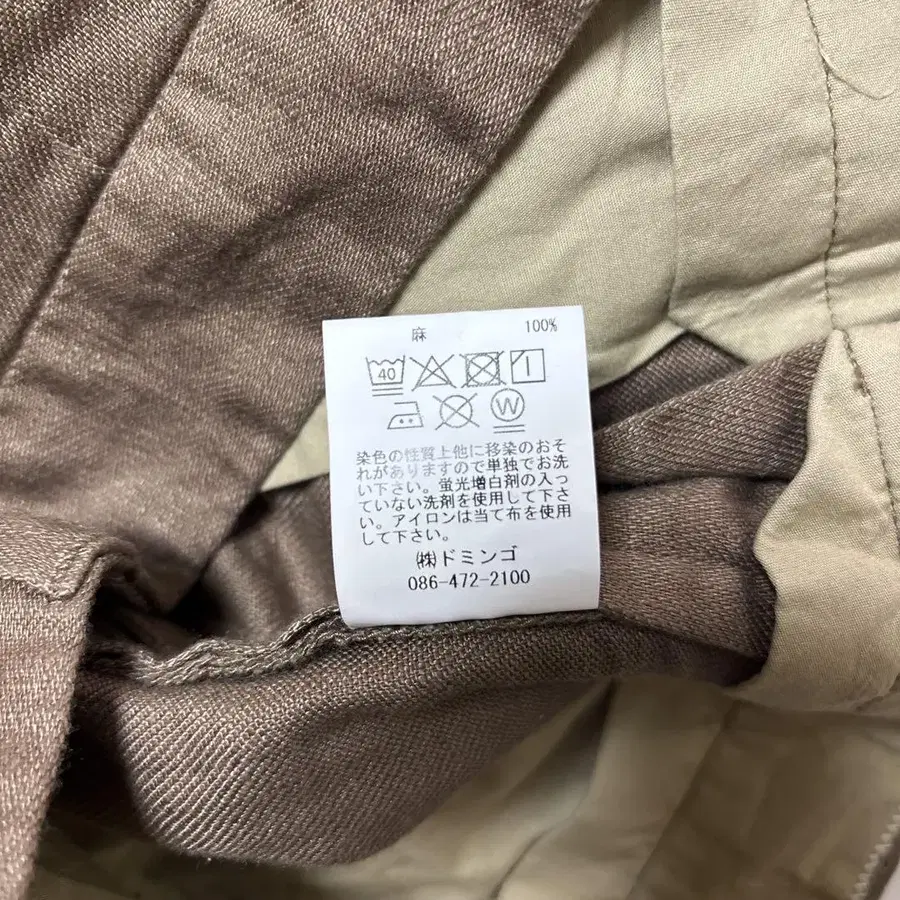 麻 100%
40
W
染色の性質上他に移染のおそ
れがありますので単独でお洗
い下さい。蛍光増白剤の入っ
ていない洗剤を使用して下さ
い。アイロンは当て布を使用
して下さい。
㈱ドミンゴ
086-472-2100